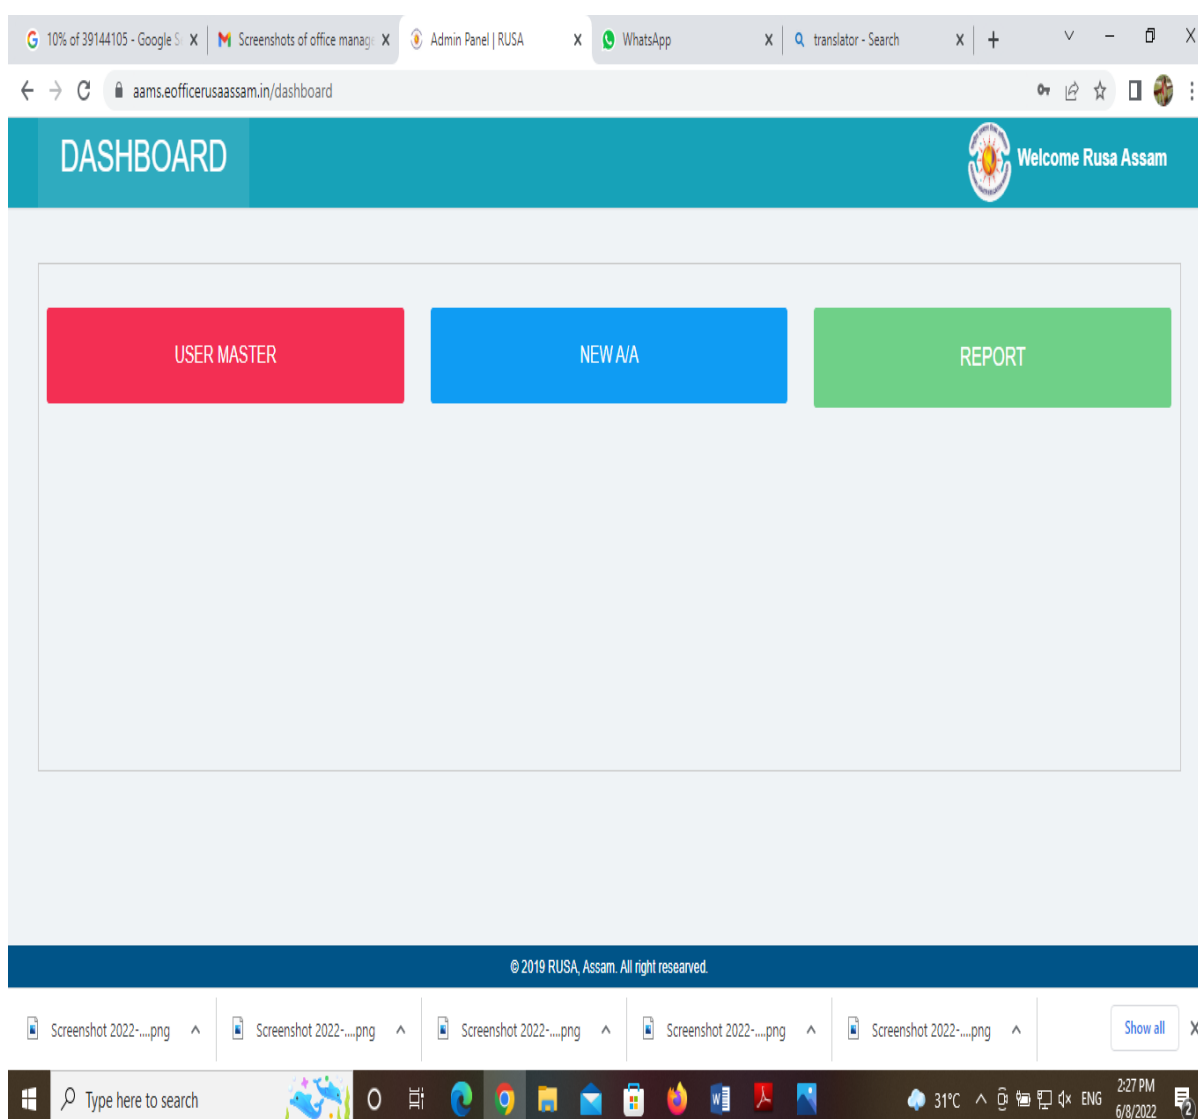 10% of 39144105 - Google S
Screenshots of office manage
Admin Panel | RUSA
WhatsApp
translator - Search
aams.eofficerusaassam.in/dashboard
DASHBOARD
Welcome Rusa Assam
USER MASTER
NEW A/A
REPORT
© 2019 RUSA, Assam. All right researved.
Screenshot 2022-....png
Screenshot 2022-....png
Screenshot 2022-....png
Screenshot 2022-....png
Screenshot 2022-....png
Show all
Type here to search
31°C
ENG
2:27 PM
6/8/2022